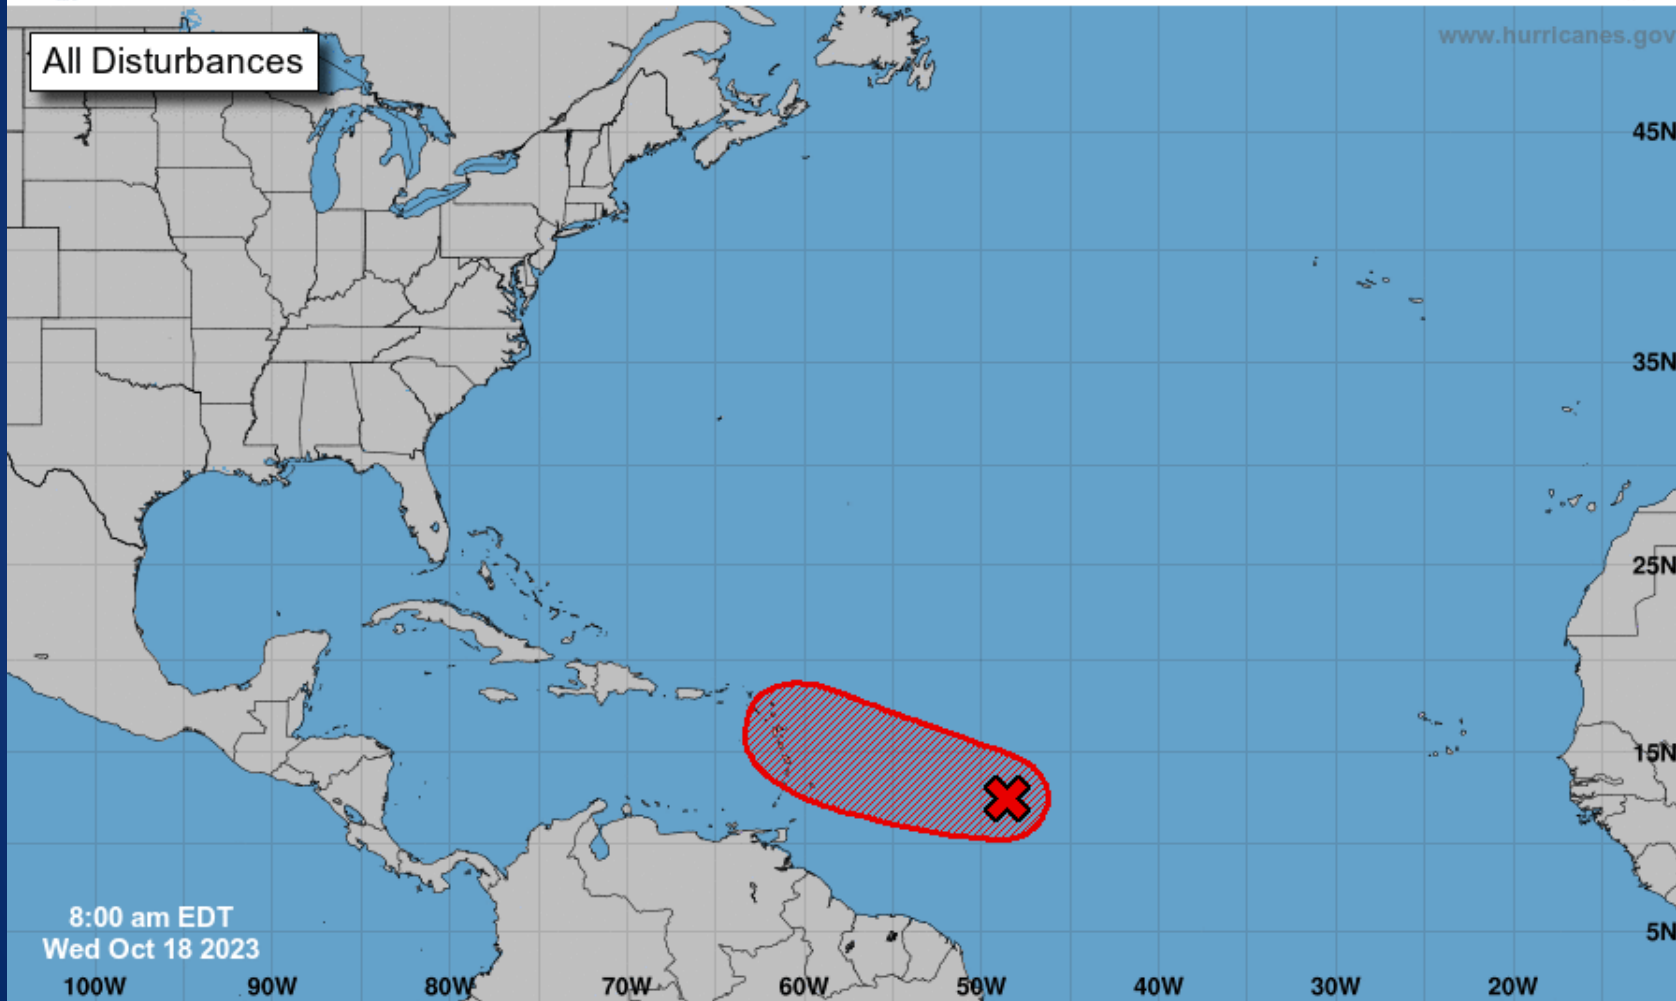 All Disturbances
www.hurricanes.gov
45N
35N
25N
15N
5N
8:00 am EDT
Wed Oct 18 2023
100W 90W 80W 70W 60W 50W 40W 30W 20W